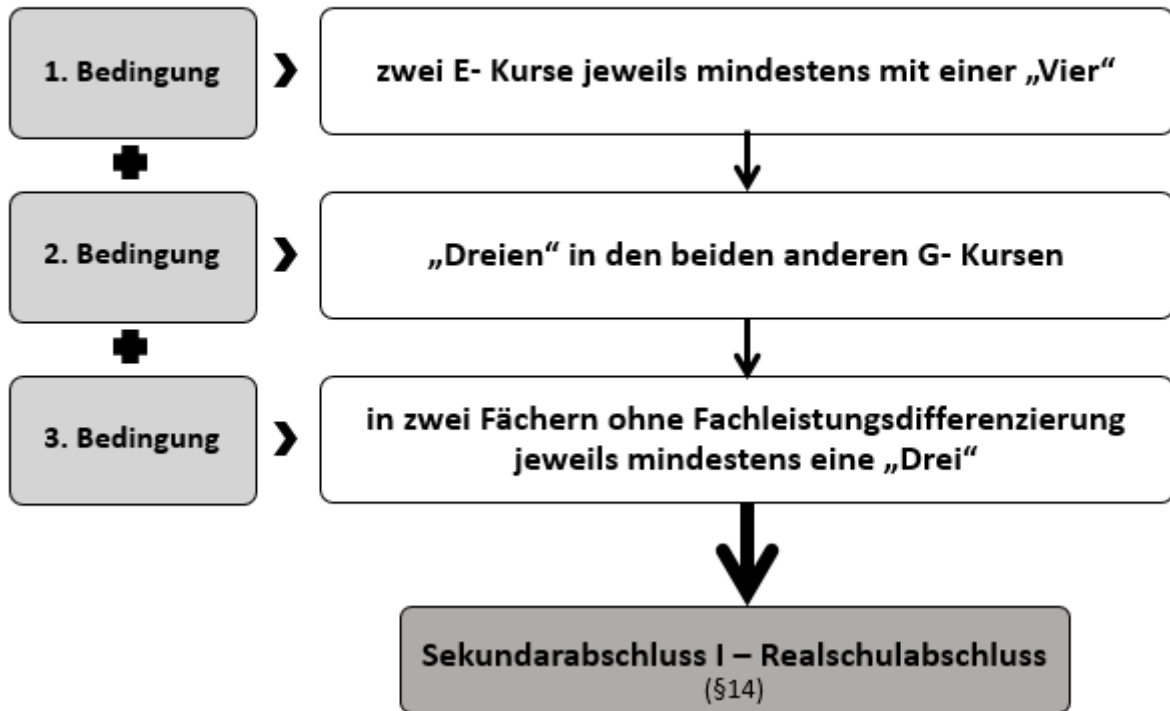 1. Bedingung
zwei E- Kurse jeweils mindestens mit einer „Vier“
2. Bedingung
„Dreien“ in den beiden anderen G- Kursen
3. Bedingung
in zwei Fächern ohne Fachleistungsdifferenzierung
jeweils mindestens eine „Drei“
Sekundarabschluss I – Realschulabschluss
(§14)